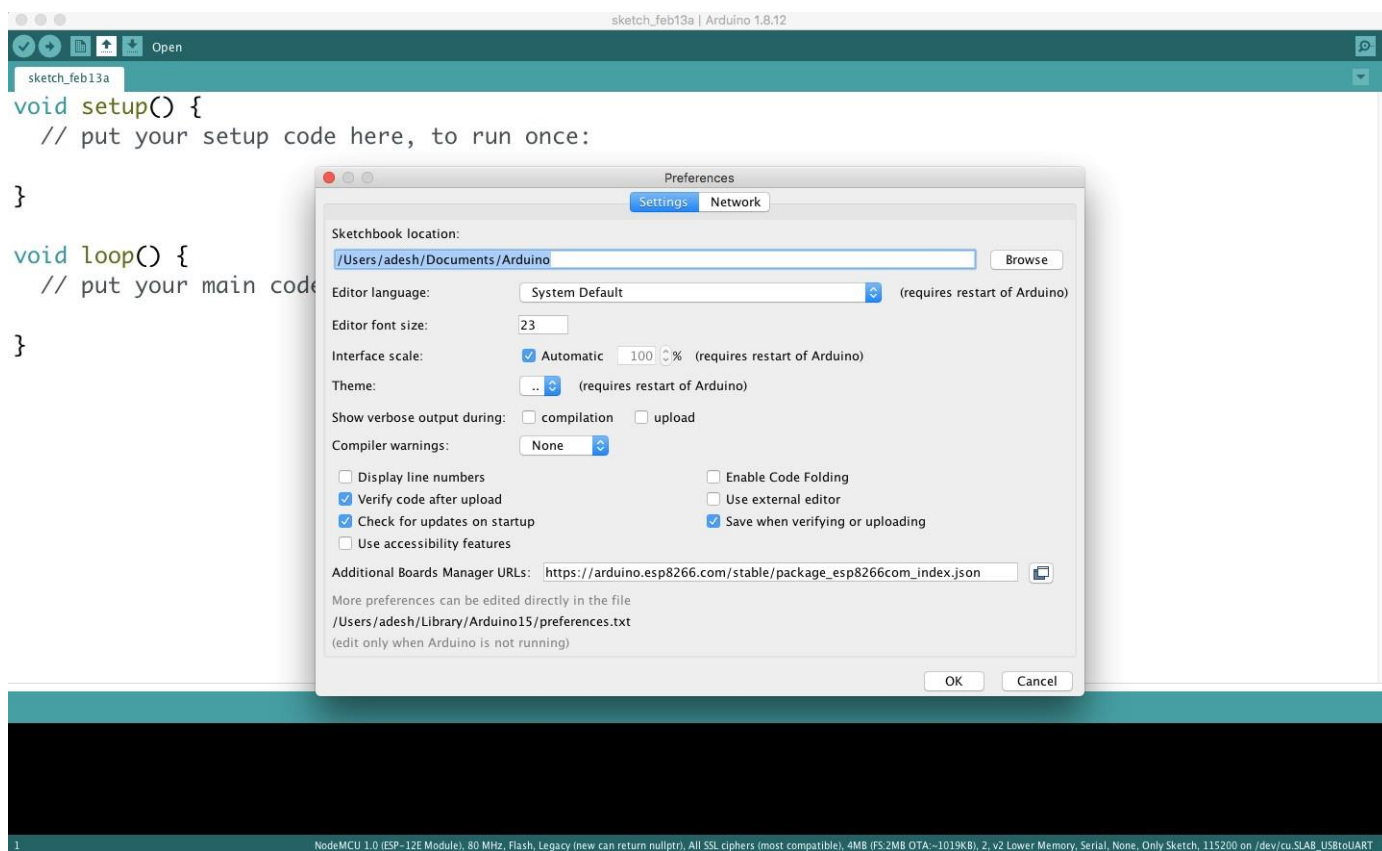 sketch_feb13a | Arduino 1.8.12
Open
sketch_feb13a
void setup() {
// put your setup code here, to run once:
}
void loop() {
// put your main code
}
Preferences
Settings Network
Sketchbook location:
/Users/adesh/Documents/Arduino Browse
Editor language: System Default (requires restart of Arduino)
Editor font size: 23
Interface scale: Automatic 100 % (requires restart of Arduino)
Theme: .. (requires restart of Arduino)
Show verbose output during: compilation upload
Compiler warnings: None
Display line numbers Enable Code Folding
Verify code after upload Use external editor
Check for updates on startup Save when verifying or uploading
Use accessibility features
Additional Boards Manager URLs: https://arduino.esp8266.com/stable/package_esp8266com_index.json
More preferences can be edited directly in the file
/Users/adesh/Library/Arduino15/preferences.txt
(edit only when Arduino is not running)
OK Cancel
1 NodeMCU 1.0 (ESP-12E Module), 80 MHz, Flash, Legacy (new can return nullptr), All SSL ciphers (most compatible), 4MB (FS:2MB OTA:~1019KB), 2, v2 Lower Memory, Serial, None, Only Sketch, 115200 on /dev/cu.SLAB_USBtoUART